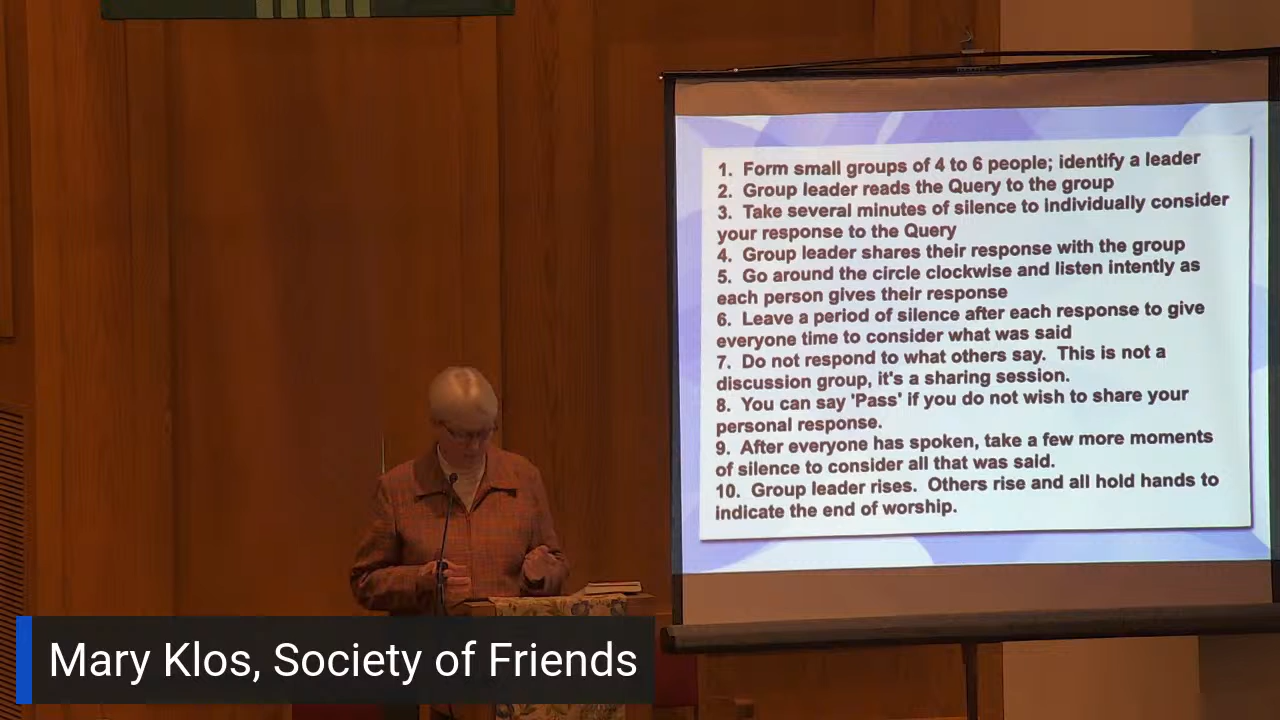 1. Form small groups of 4 to 6 people; identify a leader
2. Group leader reads the Query to the group
3. Take several minutes of silence to individually consider
your response to the Query
4. Group leader shares their response with the group
5. Go around the circle clockwise and listen intently as
each person gives their response
6. Leave a period of silence after each response to give
everyone time to consider what was said
7. Do not respond to what others say. This is not a
discussion group, it's a sharing session.
8. You can say 'Pass' if you do not wish to share your
personal response.
9. After everyone has spoken, take a few more moments
of silence to consider all that was said.
10. Group leader rises. Others rise and all hold hands to
indicate the end of worship.
Mary Klos, Society of Friends